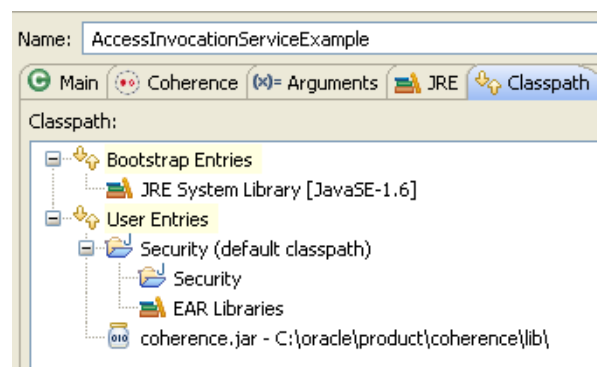 Name: AccessInvocationServiceExample
Main Coherence (x)= Arguments JRE Classpath
Classpath:
Bootstrap Entries
JRE System Library [JavaSE-1.6]
User Entries
Security (default classpath)
Security
EAR Libraries
coherence.jar - C:\oracle\product\coherence\lib\